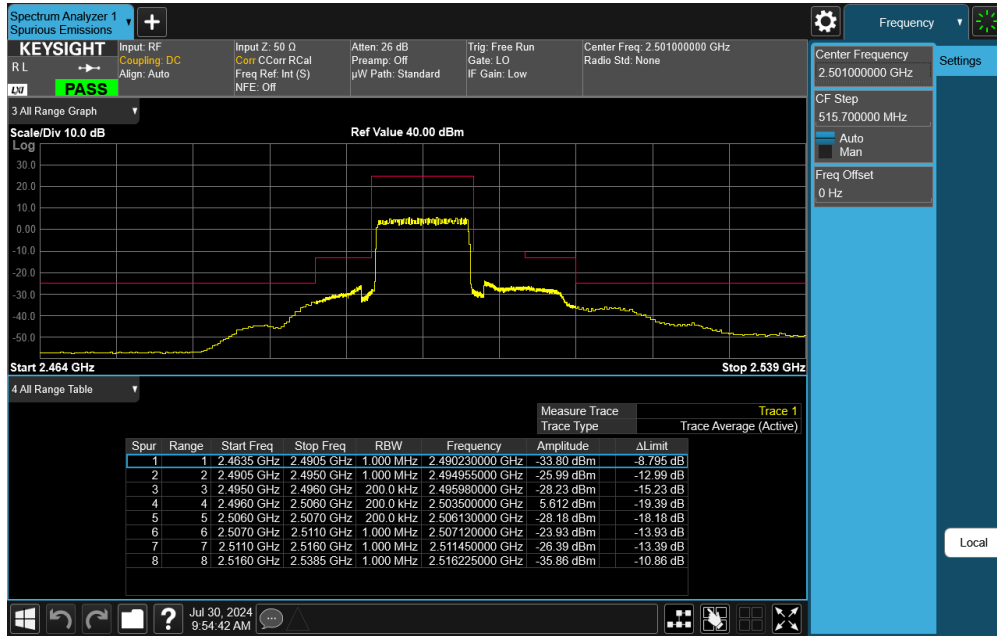 Spectrum Analyzer 1
Spurious Emissions
Frequency
KEYSIGHT
R L
LXI
PASS
Input: RF
Coupling: DC
Align: Auto
Input Z: 50 Ω
Corr CCorr RCal
Freq Ref: Int (S)
NFE: Off
Atten: 26 dB
Preamp: Off
µW Path: Standard
Trig: Free Run
Gate: LO
IF Gain: Low
Center Freq: 2.501000000 GHz
Radio Std: None
Center Frequency
2.501000000 GHz
Settings
CF Step
515.700000 MHz
Auto
Man
Freq Offset
0 Hz
3 All Range Graph
Scale/Div 10.0 dB Ref Value 40.00 dBm
Log
30.0
20.0
10.0
0.00
-10.0
-20.0
-30.0
-40.0
-50.0
Start 2.464 GHz Stop 2.539 GHz
4 All Range Table
Measure Trace Trace 1
Trace Type Trace Average (Active)
Spur Range Start Freq Stop Freq RBW Frequency Amplitude ΔLimit
1 1 2.4635 GHz 2.4905 GHz 1.000 MHz 2.490230000 GHz -33.80 dBm -8.795 dB
2 2 2.4905 GHz 2.4950 GHz 1.000 MHz 2.494955000 GHz -25.99 dBm -12.99 dB
3 3 2.4950 GHz 2.4960 GHz 200.0 kHz 2.495980000 GHz -28.23 dBm -15.23 dB
4 4 2.4960 GHz 2.5060 GHz 200.0 kHz 2.503500000 GHz 5.612 dBm -19.39 dB
5 5 2.5060 GHz 2.5070 GHz 200.0 kHz 2.506130000 GHz -28.18 dBm -18.18 dB
6 6 2.5070 GHz 2.5110 GHz 1.000 MHz 2.507120000 GHz -23.93 dBm -13.93 dB
7 7 2.5110 GHz 2.5160 GHz 1.000 MHz 2.511450000 GHz -26.39 dBm -13.39 dB
8 8 2.5160 GHz 2.5385 GHz 1.000 MHz 2.516225000 GHz -35.86 dBm -10.86 dB
Local
Jul 30, 2024
9:54:42 AM